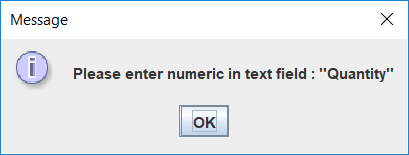 Message
Please enter numeric in text field : "Quantity"
OK